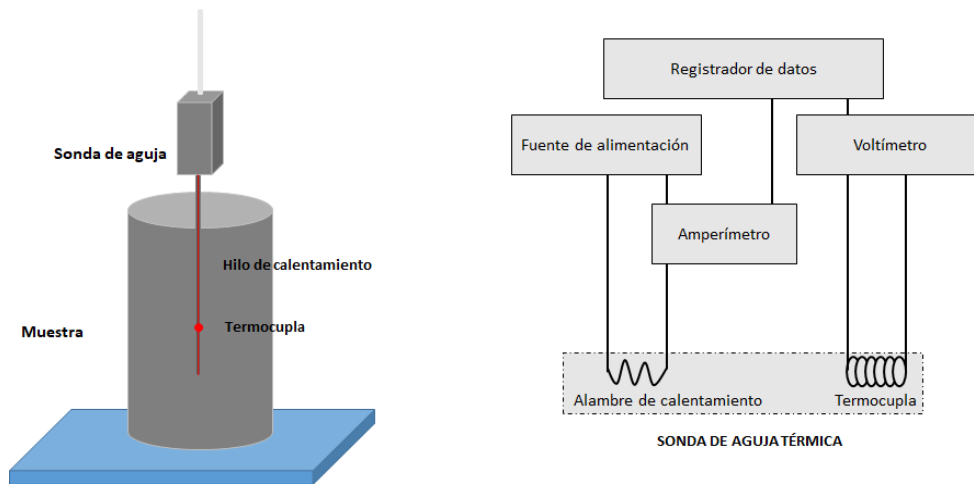 Sonda de aguja
Hilo de calentamiento
Termocupla
Muestra
Registrador de datos
Fuente de alimentación
Voltímetro
Amperímetro
Alambre de calentamiento
Termocupla
SONDA DE AGUJA TÉRMICA